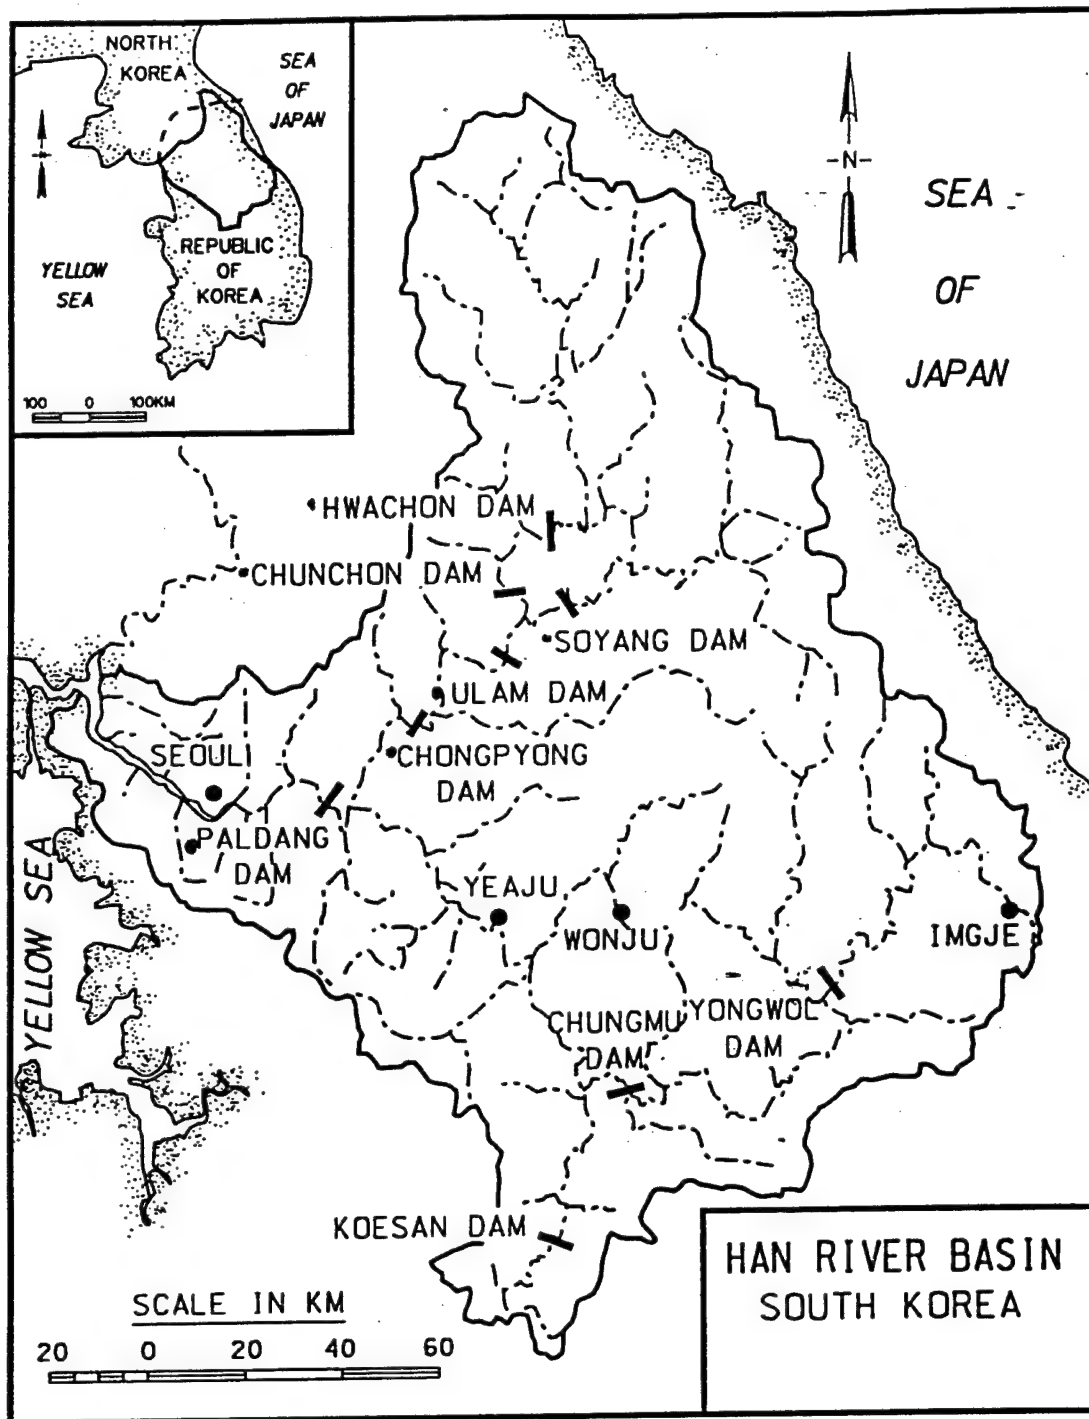 NORTH
KOREA
SEA
OF
JAPAN
YELLOW
SEA
REPUBLIC
OF
KOREA
100 0 100KM
-N-
SEA
OF
JAPAN
HWACHON DAM
CHUNCHON DAM
SOYANG DAM
ULAM DAM
CHONGPYONG
DAM
SEOUL
PALDANG
DAM
YEAJU
WONJU
IMGJE
YONGWOL
DAM
CHUNGMU
DAM
YELLOW SEA
KOESAN DAM
SCALE IN KM
20 0 20 40 60
HAN RIVER BASIN
SOUTH KOREA